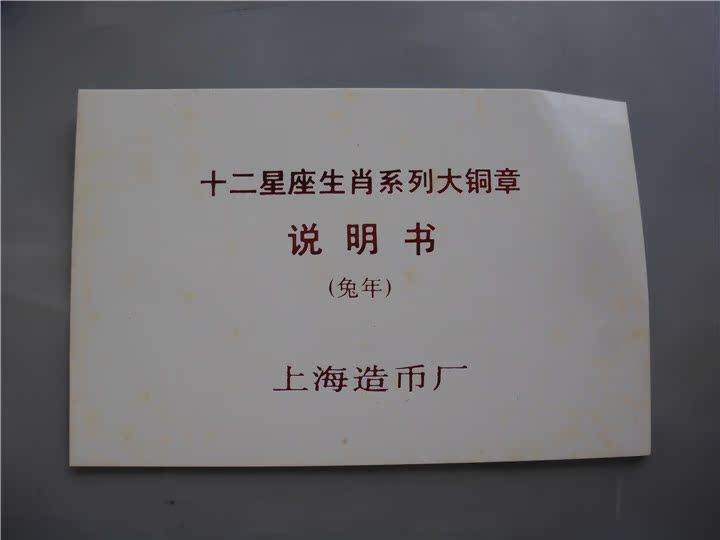 十二星座生肖系列大铜章
说明书
(兔年)
上海造币厂